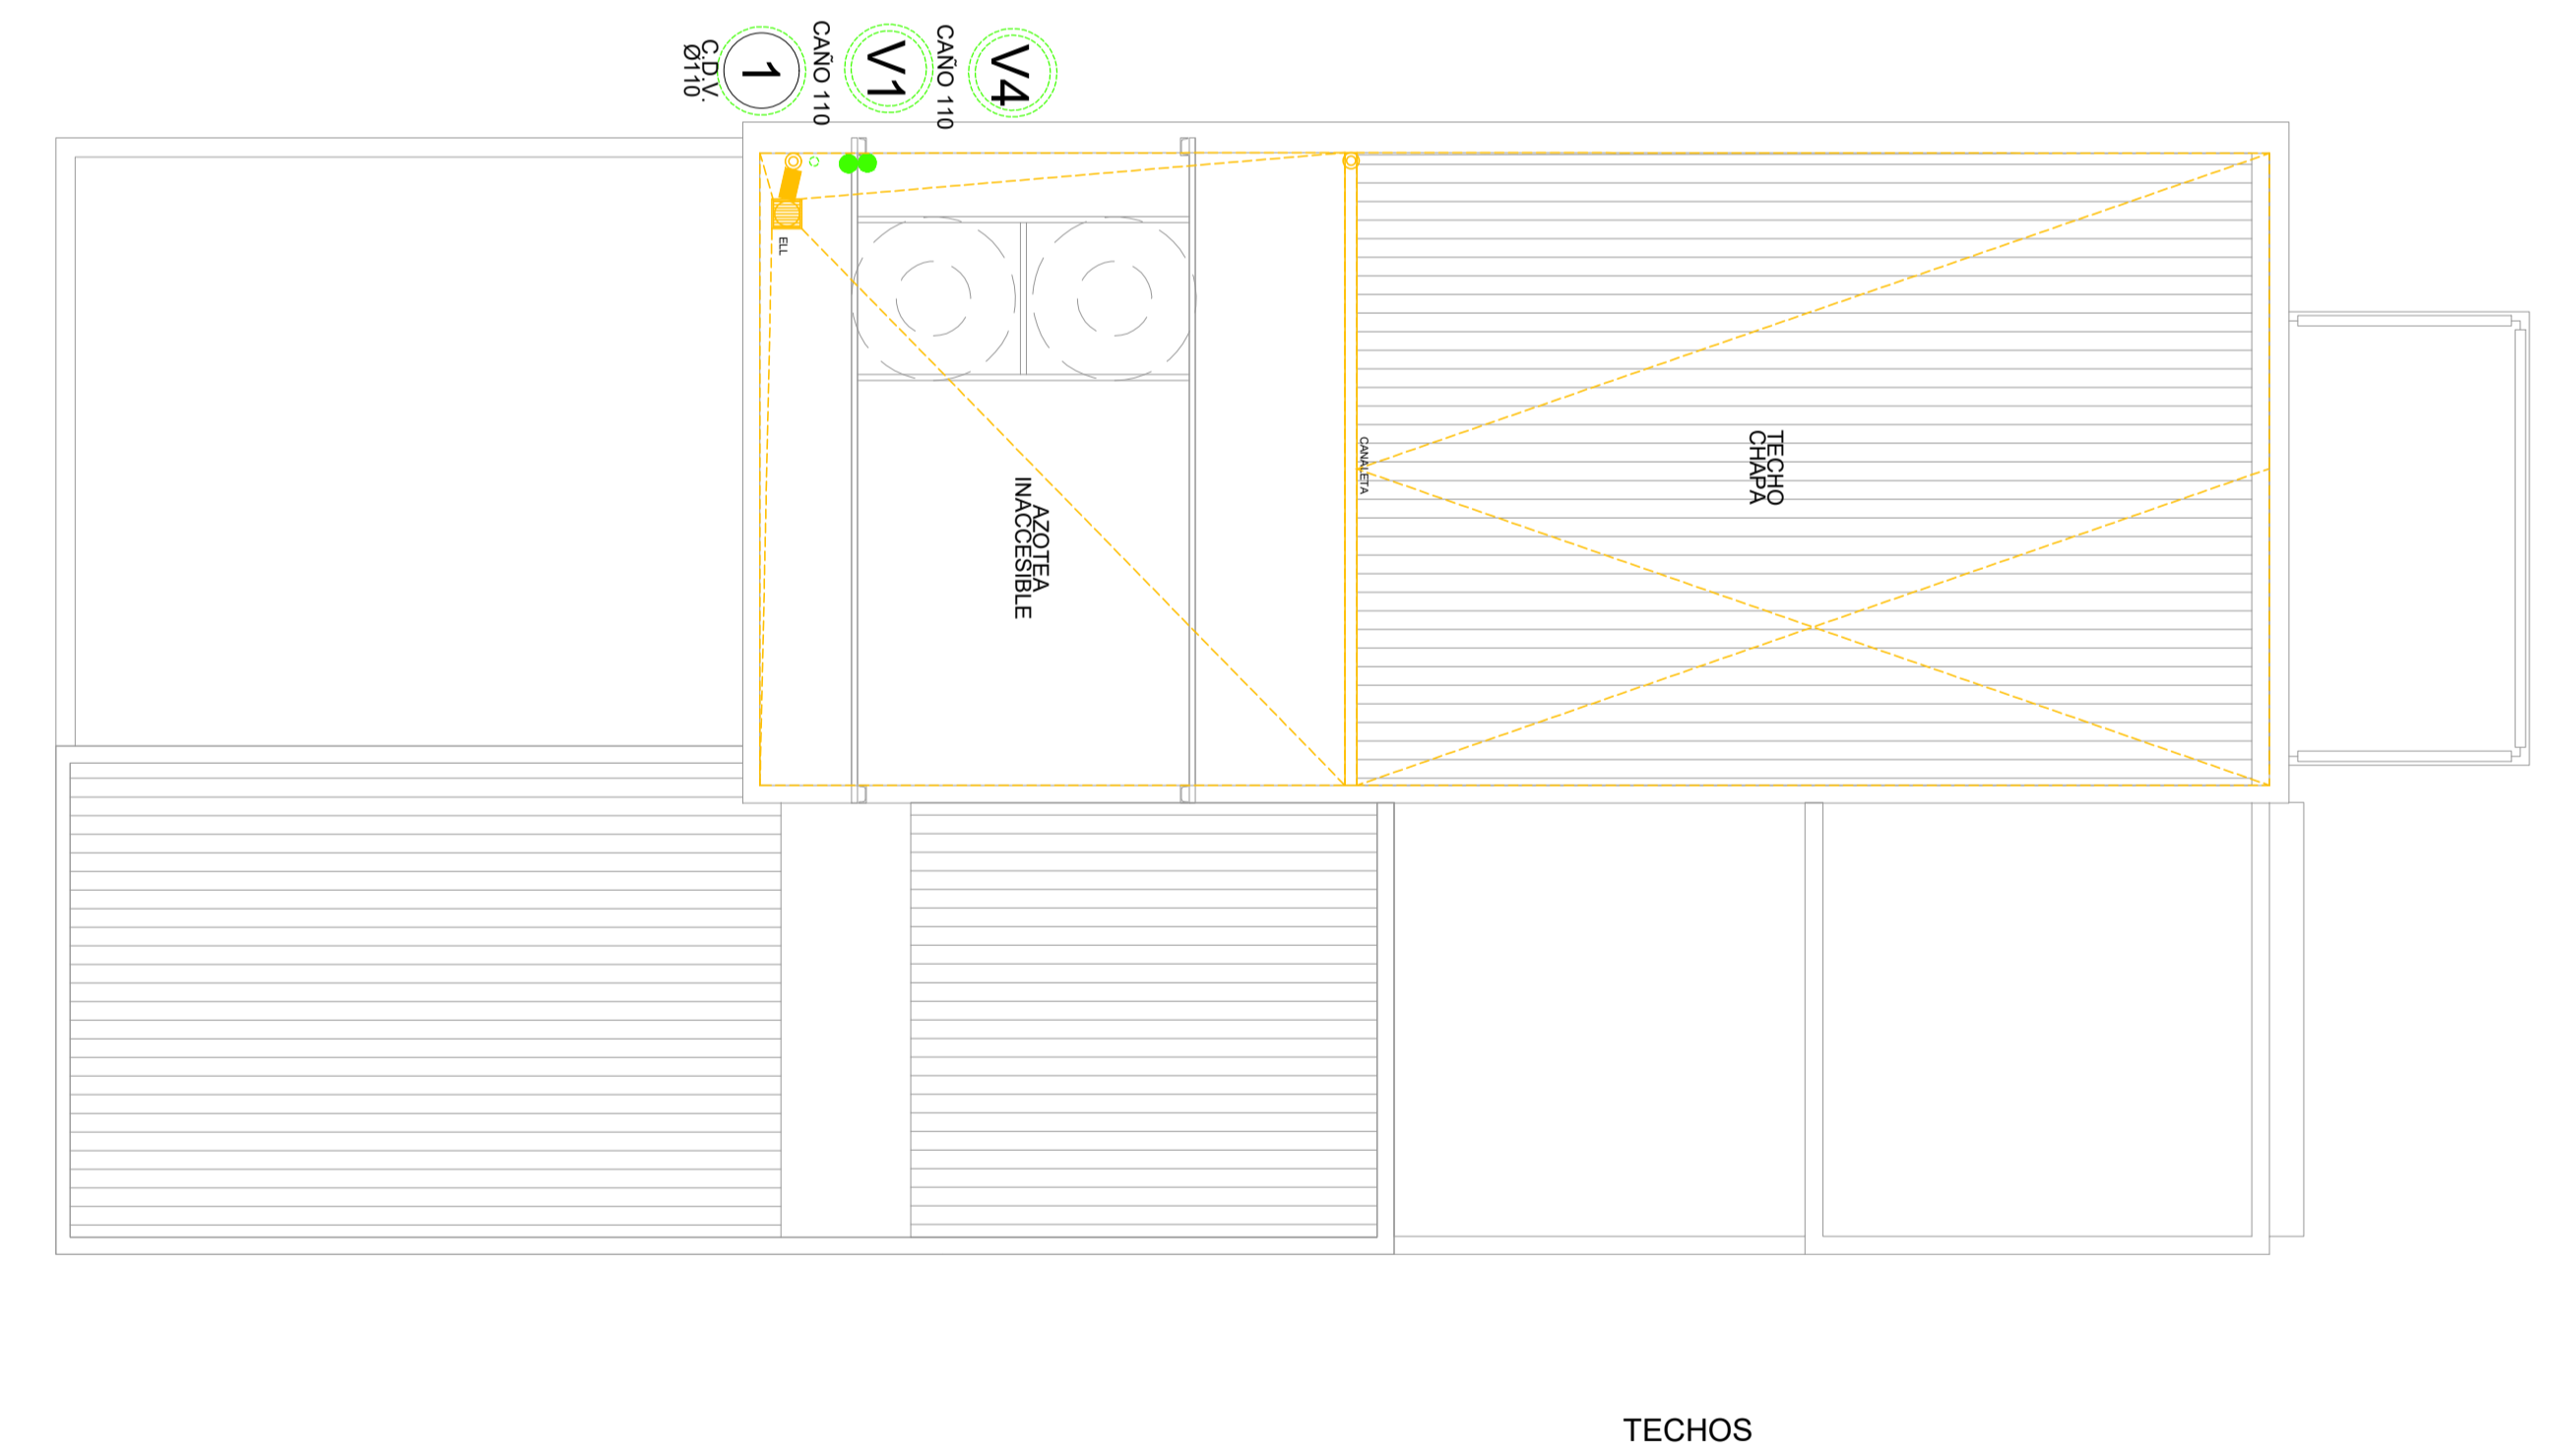 C.D.V.
Ø110
1
CAÑO 110
V1
CAÑO 110
V4
ELL
AZOTEA
INACCESIBLE
CANALETA
TECHO
CHAPA
TECHOS